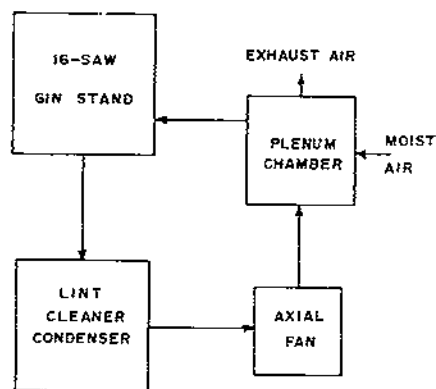 16-SAW
GIN STAND
EXHAUST AIR
PLENUM
CHAMBER
MOIST
AIR
LINT
CLEANER
CONDENSER
AXIAL
FAN